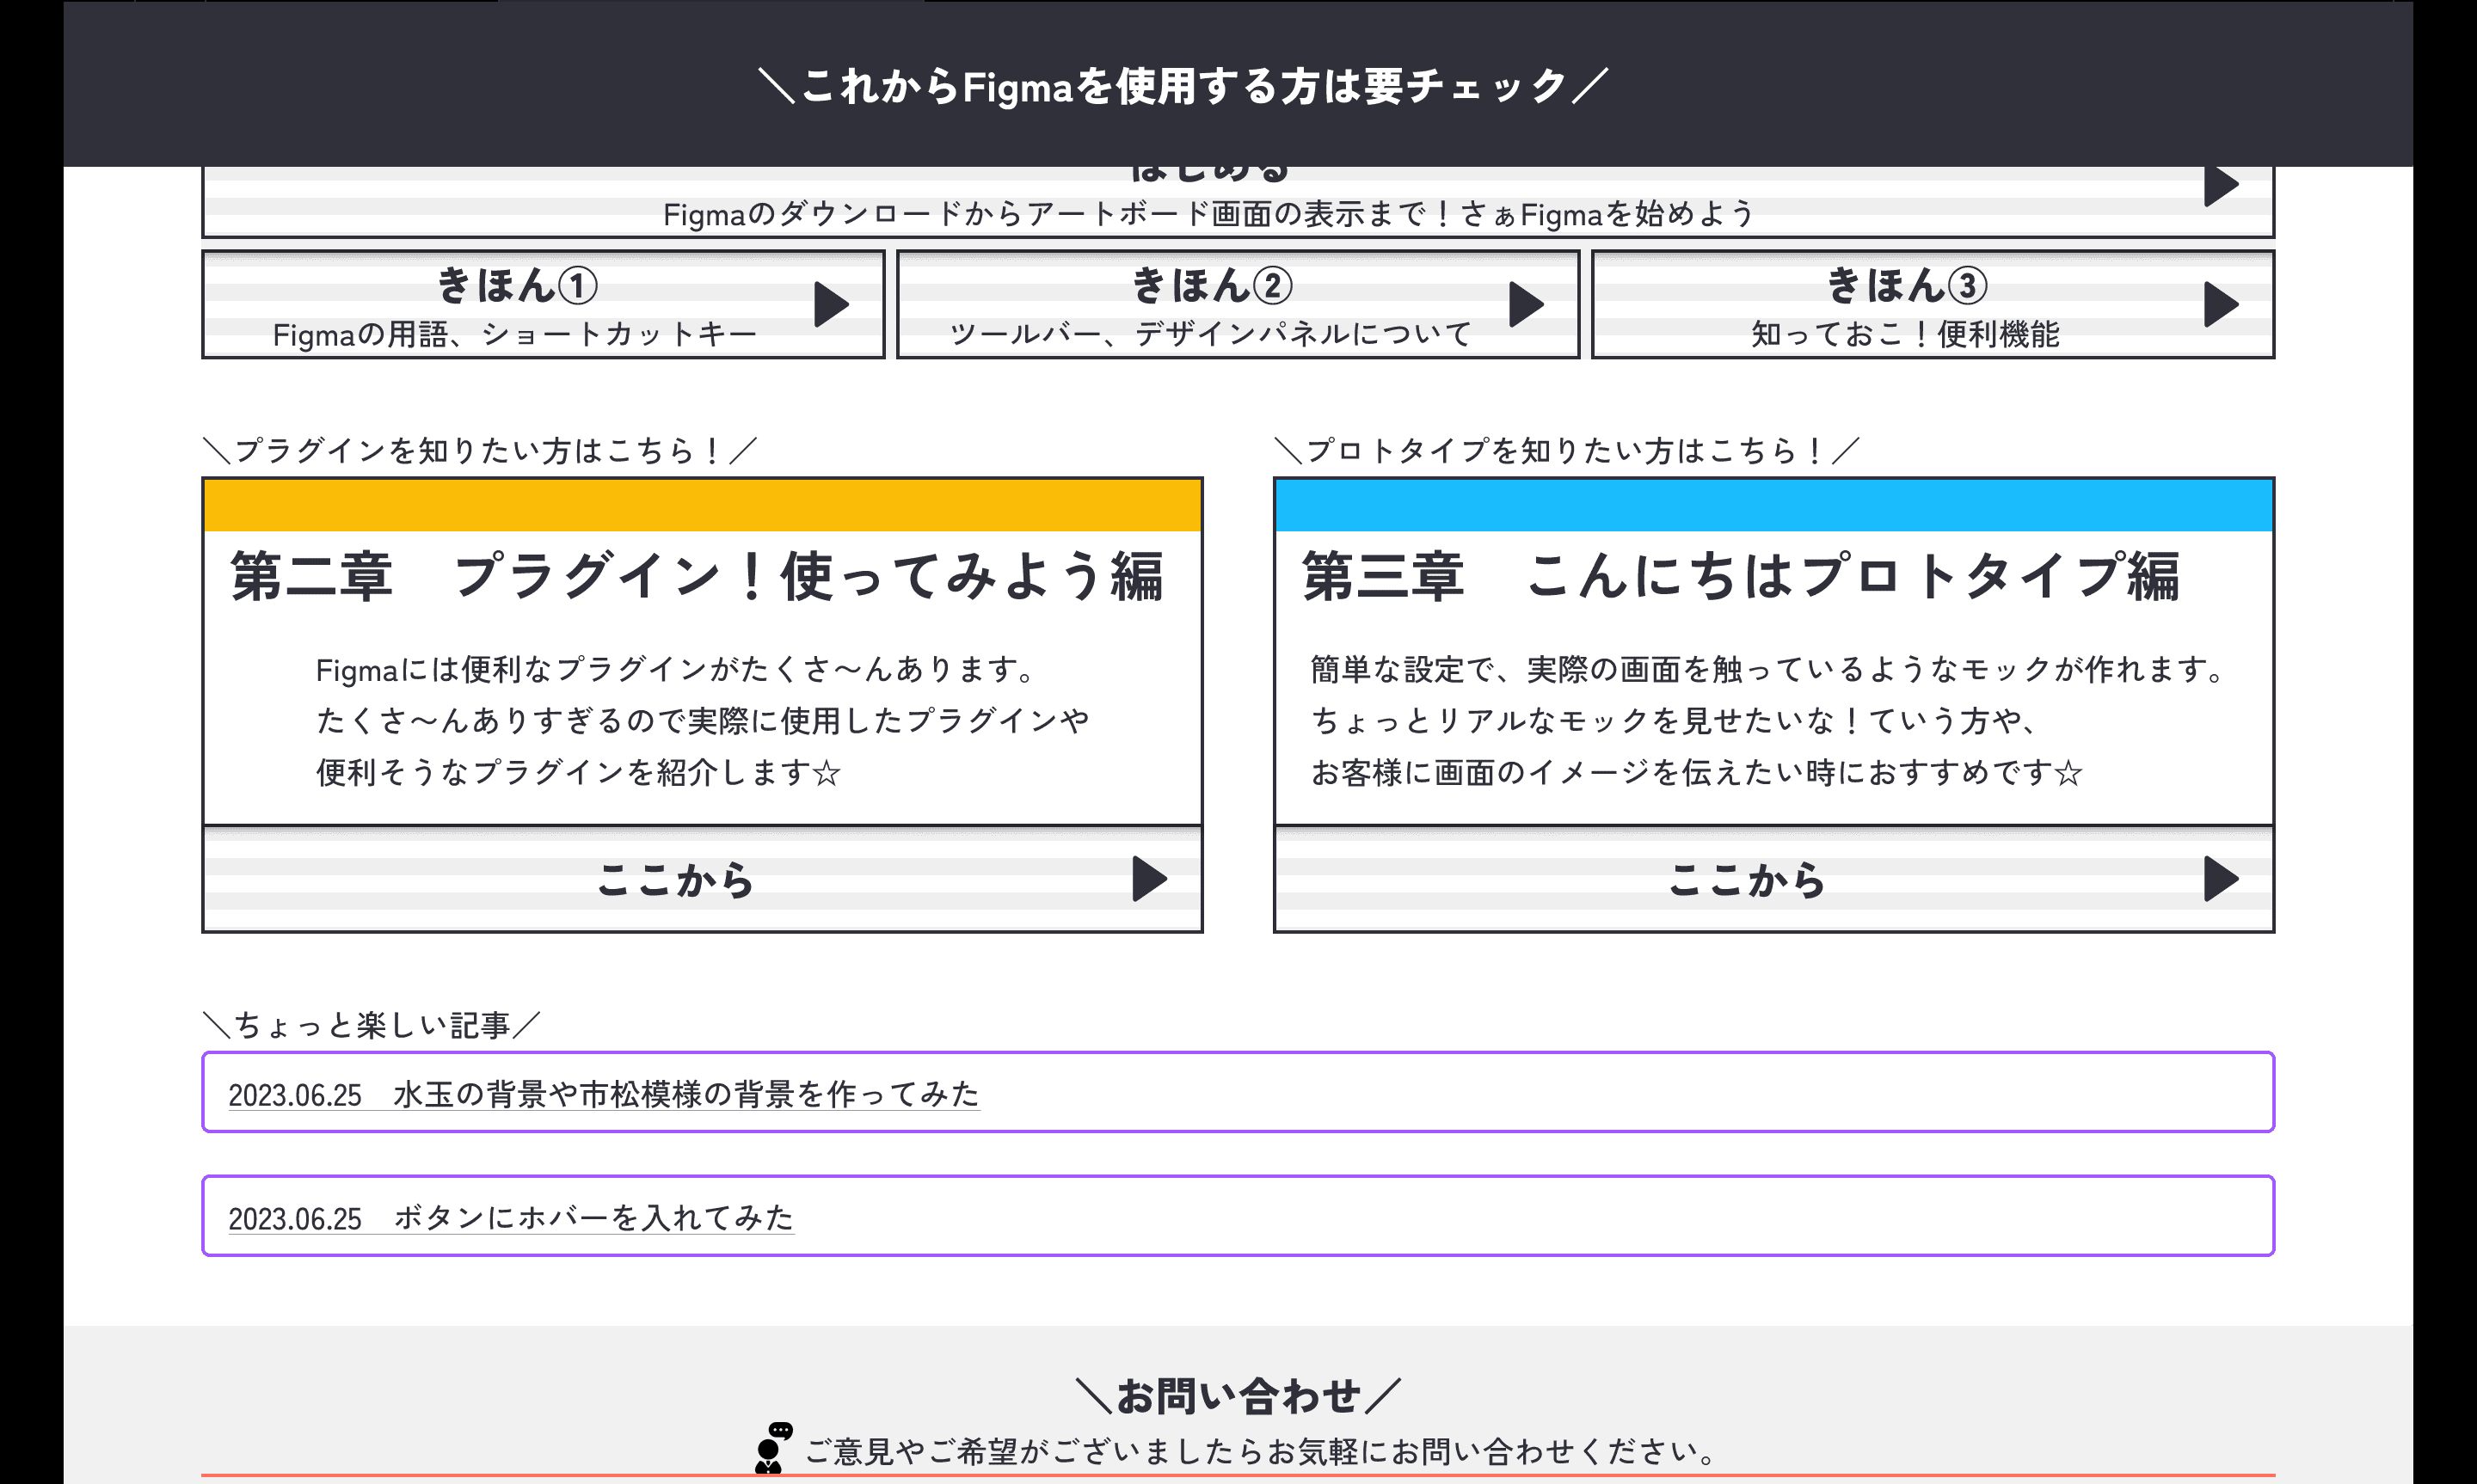 ＼これからFigmaを使用する方は要チェック／
はじめる
Figmaのダウンロードからアートボード画面の表示まで！さぁFigmaを始めよう
きほん①
Figmaの用語、ショートカットキー
きほん②
ツールバー、デザインパネルについて
きほん③
知っておこ！便利機能
＼プラグインを知りたい方はこちら！／
第二章　プラグイン！使ってみよう編
Figmaには便利なプラグインがたくさ〜んあります。
たくさ〜んありすぎるので実際に使用したプラグインや
便利そうなプラグインを紹介します☆
ここから
＼プロトタイプを知りたい方はこちら！／
第三章　こんにちはプロトタイプ編
簡単な設定で、実際の画面を触っているようなモックが作れます。
ちょっとリアルなモックを見せたいな！ていう方や、
お客様に画面のイメージを伝えたい時におすすめです☆
ここから
＼ちょっと楽しい記事／
2023.06.25　水玉の背景や市松模様の背景を作ってみた
2023.06.25　ボタンにホバーを入れてみた
＼お問い合わせ／
ご意見やご希望がございましたらお気軽にお問い合わせください。